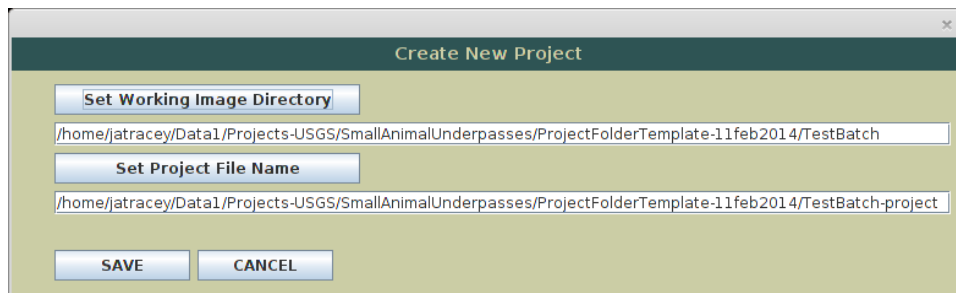 Create New Project
Set Working Image Directory
/home/jatracey/Data1/Projects-USGS/SmallAnimalUnderpasses/ProjectFolderTemplate-11feb2014/TestBatch
Set Project File Name
/home/jatracey/Data1/Projects-USGS/SmallAnimalUnderpasses/ProjectFolderTemplate-11feb2014/TestBatch-project
SAVE CANCEL